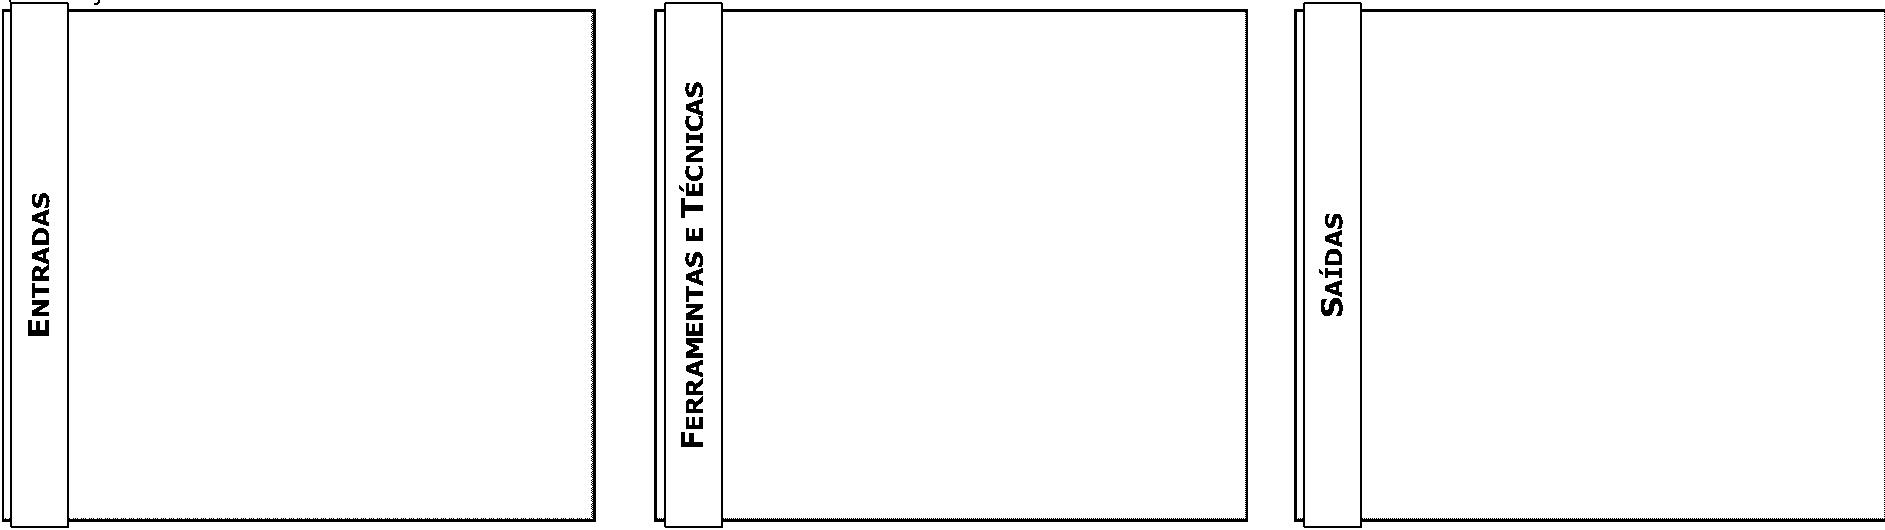 ENTRADAS
FERRAMENTAS E TÉCNICAS
SAÍDAS